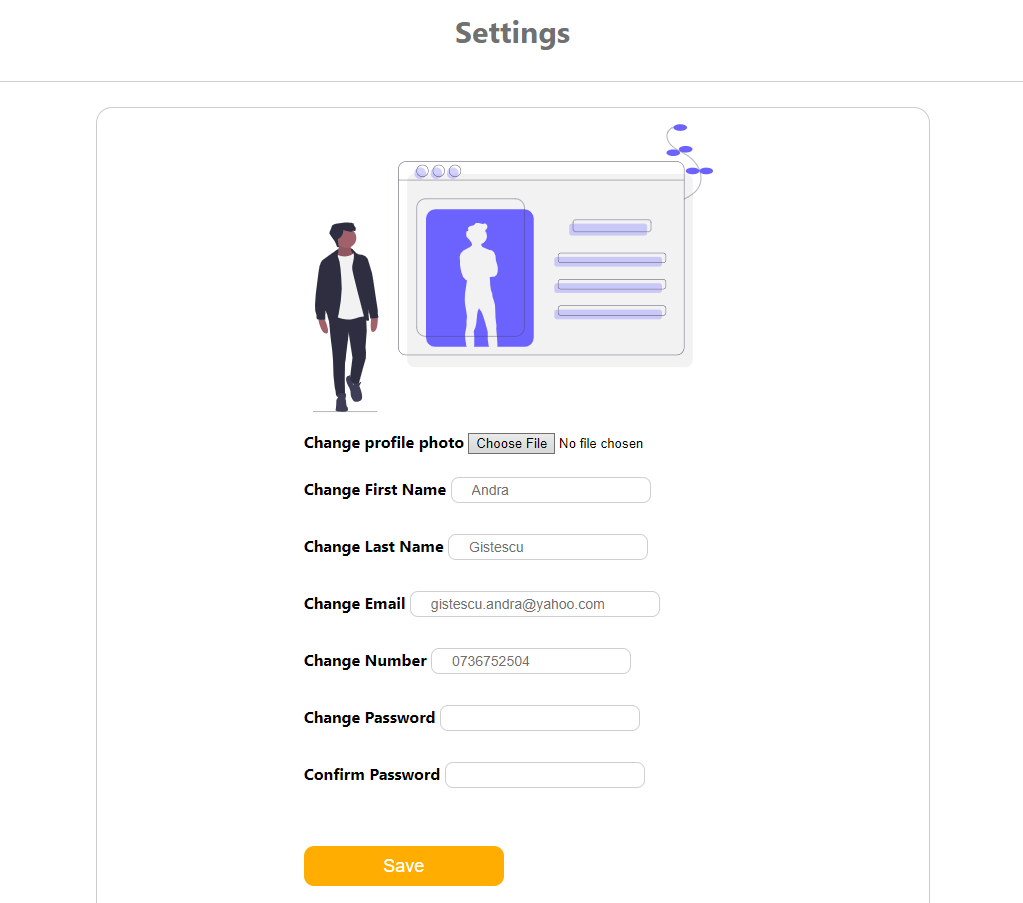 Settings
Change profile photo Choose File No file chosen
Change First Name Andra
Change Last Name Gistescu
Change Email gistescu.andra@yahoo.com
Change Number 0736752504
Change Password
Confirm Password
Save